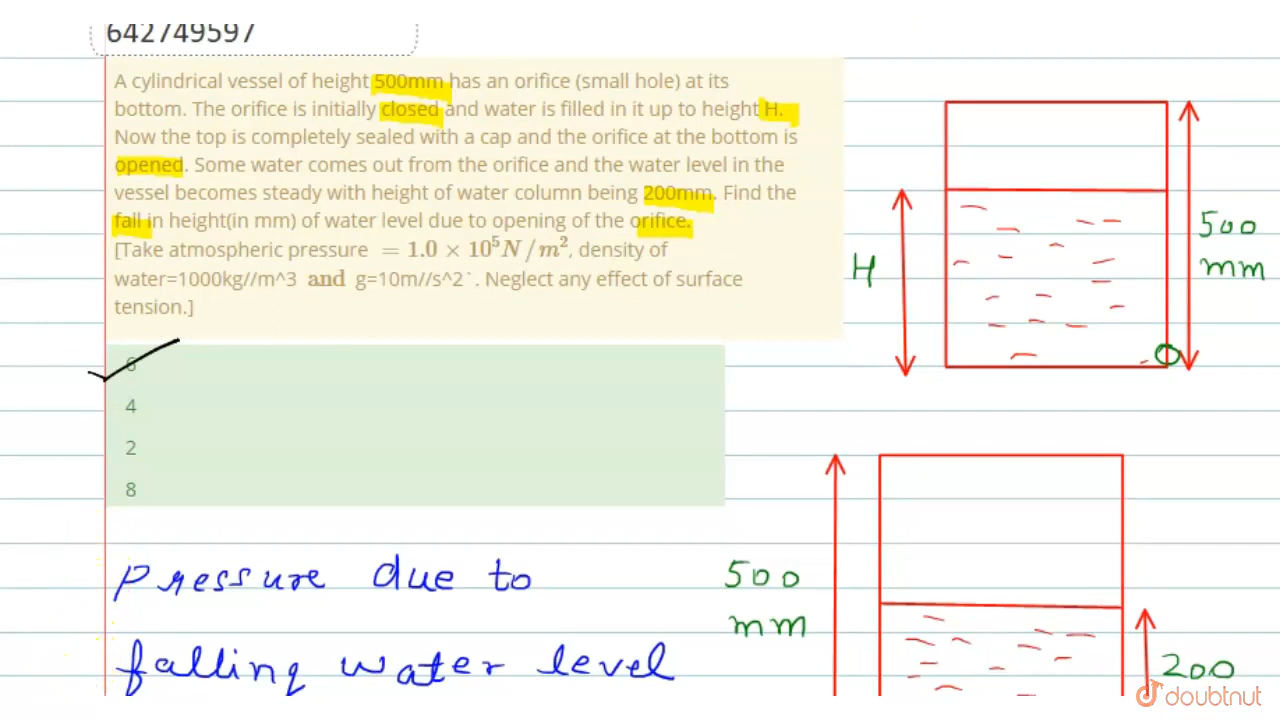 642749597
A cylindrical vessel of height 500mm has an orifice (small hole) at its
bottom. The orifice is initially closed and water is filled in it up to height H.
Now the top is completely sealed with a cap and the orifice at the bottom is
opened. Some water comes out from the orifice and the water level in the
vessel becomes steady with height of water column being 200mm. Find the
fall in height(in mm) of water level due to opening of the orifice.
[Take atmospheric pressure = 1.0 × 10^5 N/m^2, density of
water=1000kg//m^3 and g=10m//s^2`. Neglect any effect of surface
tension.]
6
4
2
8
H
500
mm
pressure due to
falling water level
500
mm
200
doubtnut